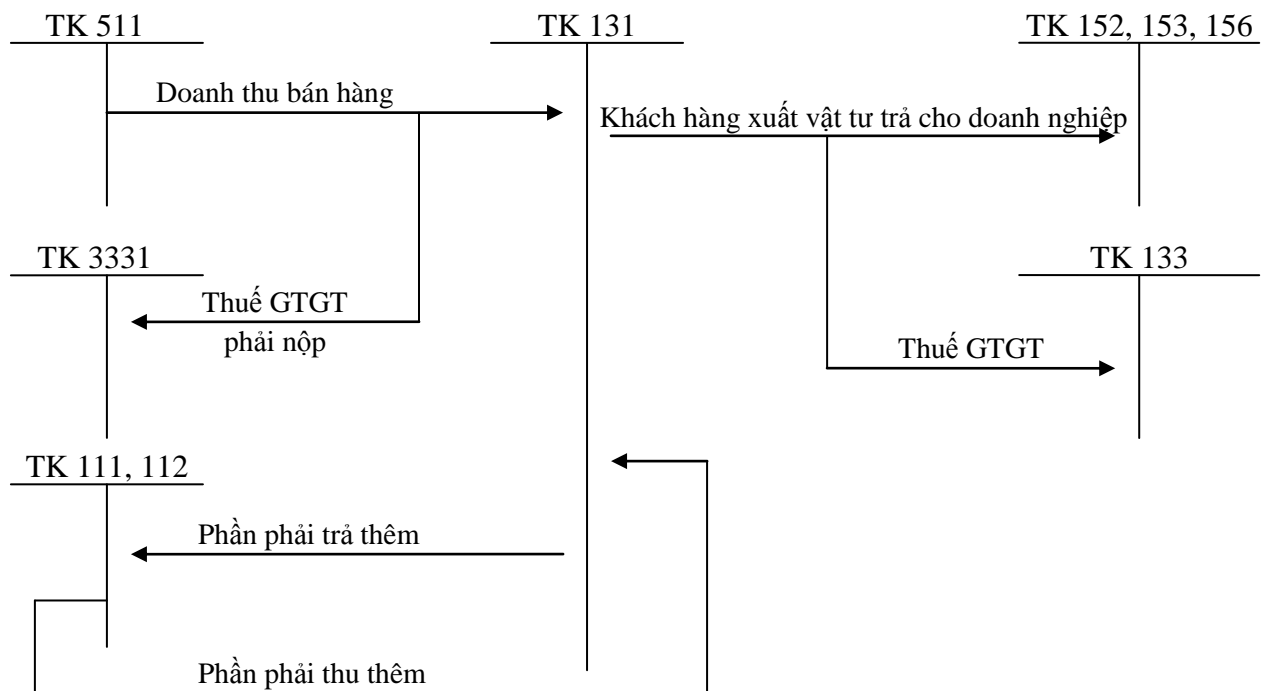 TK 511
TK 131
TK 152, 153, 156
Doanh thu bán hàng
Khách hàng xuất vật tư trả cho doanh nghiệp
TK 3331
TK 133
Thuế GTGT
phải nộp
Thuế GTGT
TK 111, 112
Phần phải trả thêm
Phần phải thu thêm